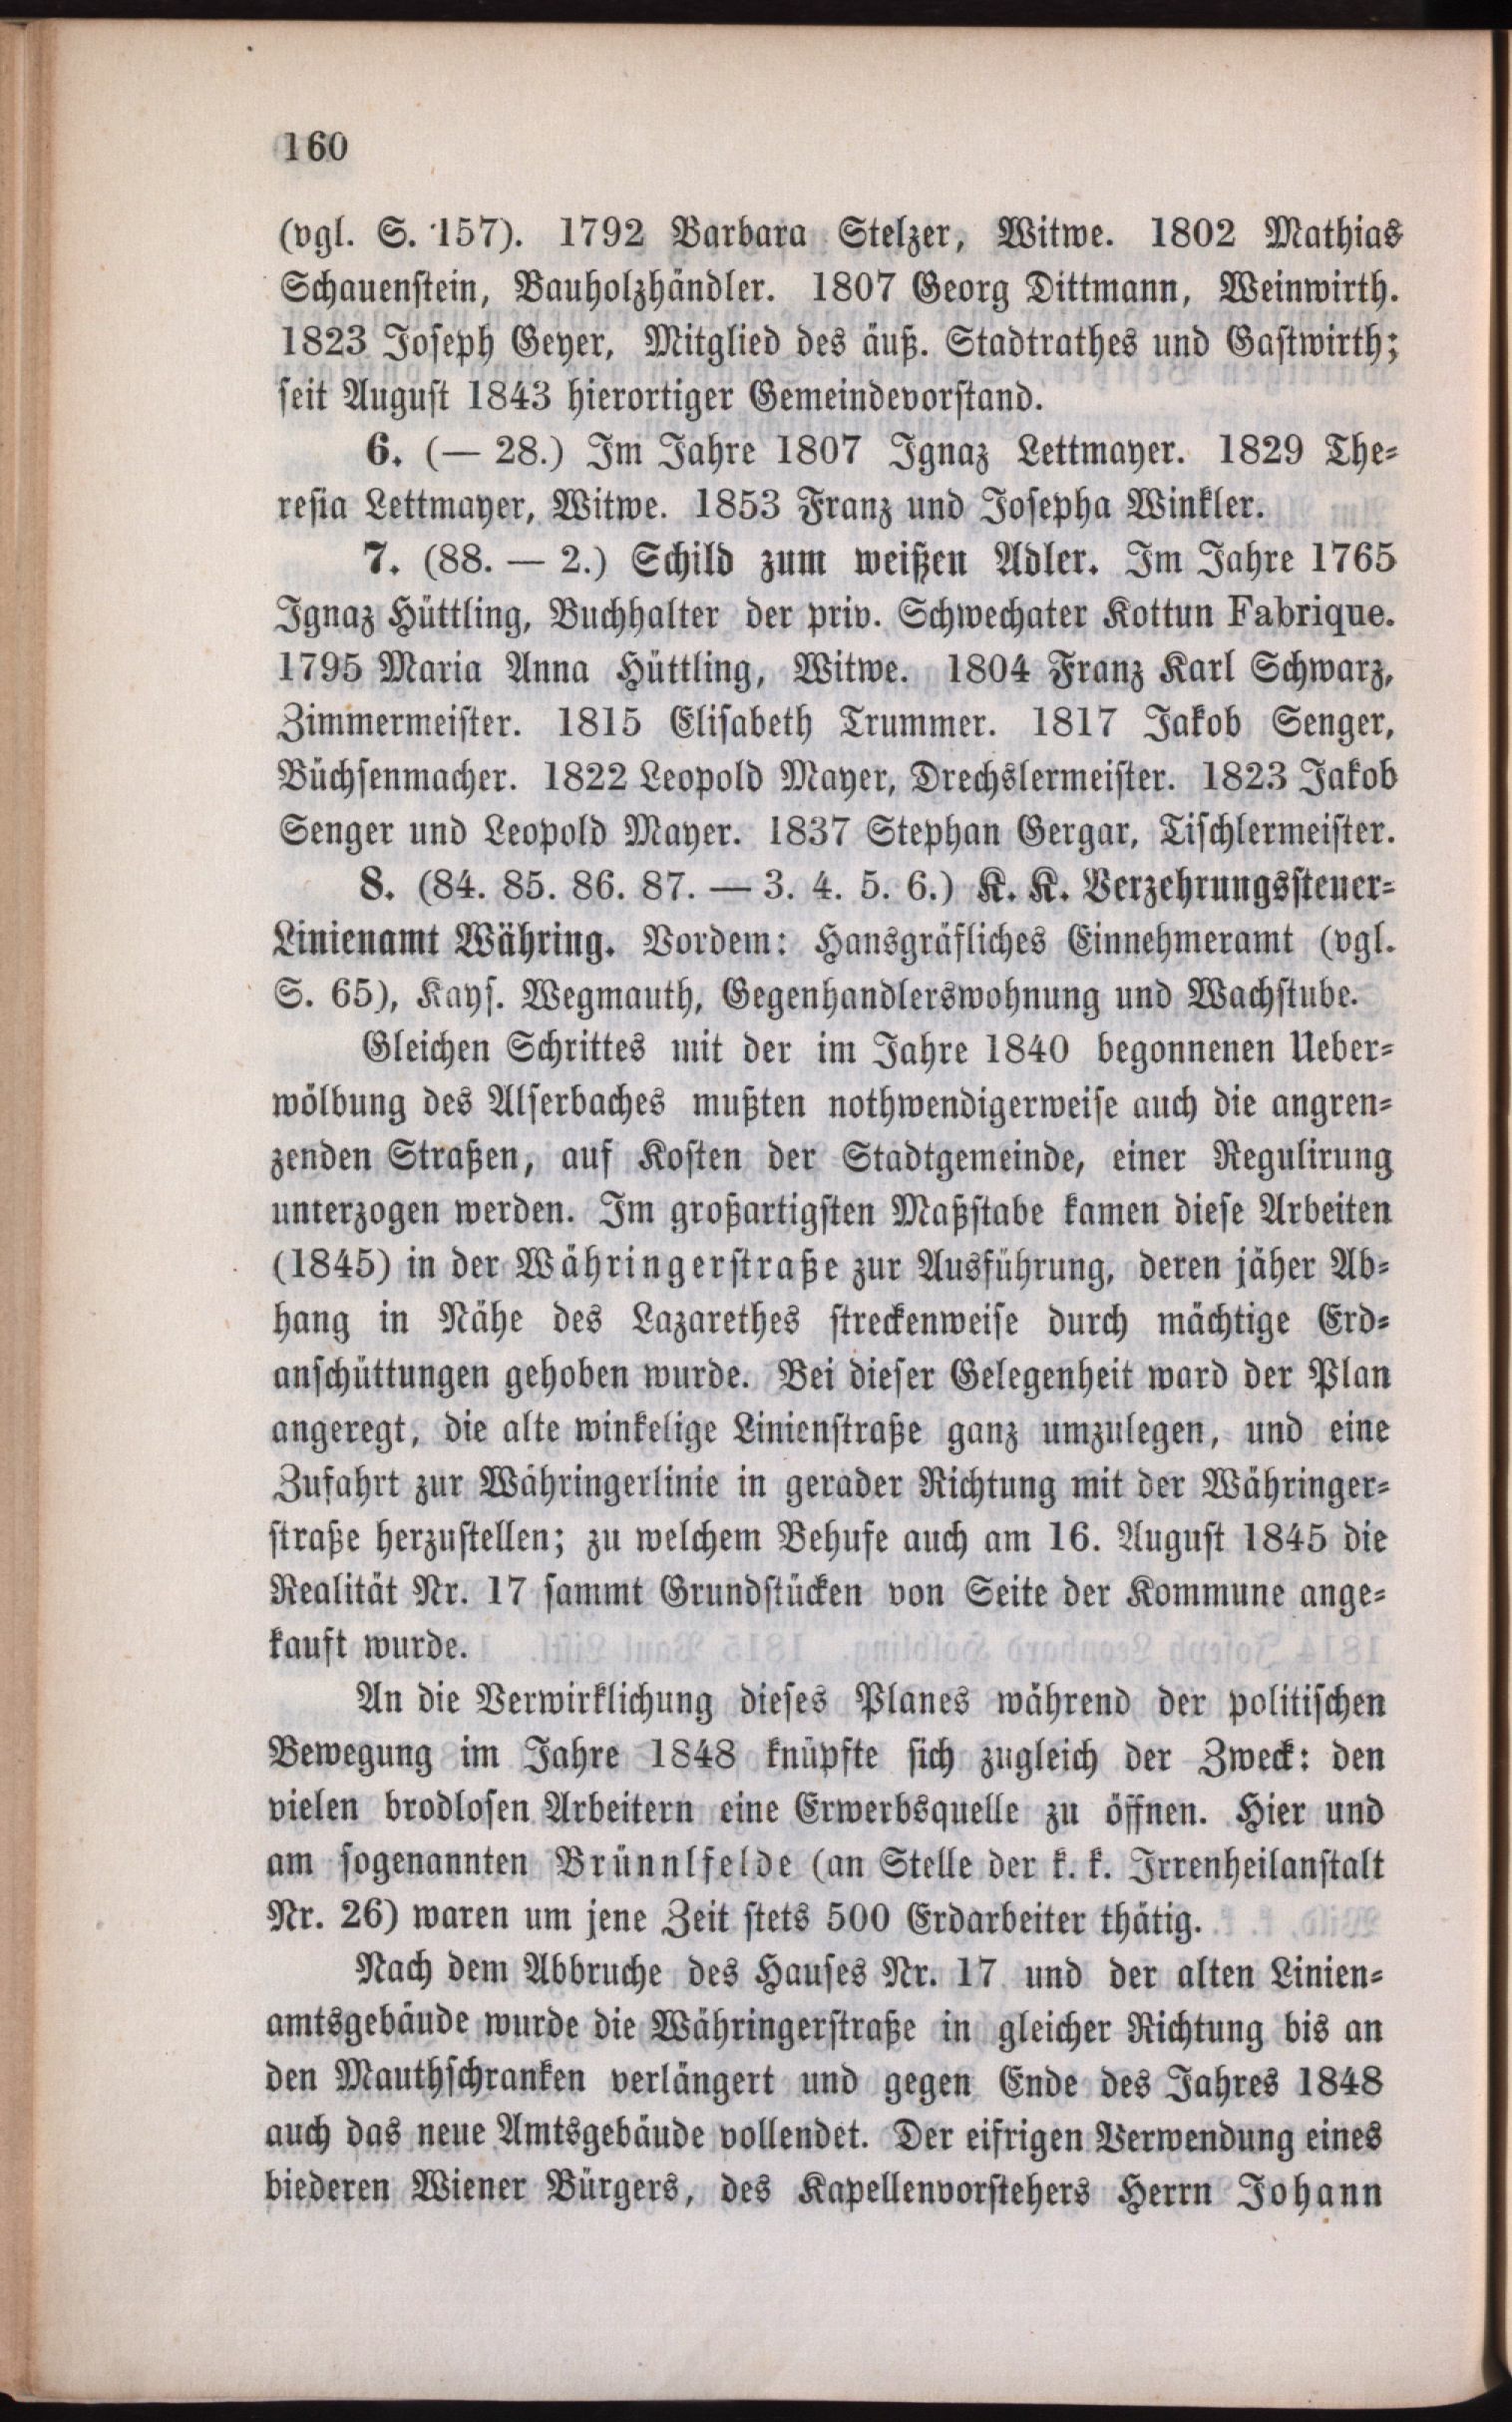 160
(vgl. S. 157). 1792 Barbara Stelzer, Witwe. 1802 Mathias
Schauenstein, Bauholzhändler. 1807 Georg Dittmann, Weinwirth.
1823 Joseph Geyer, Mitglied des äuß. Stadtrathes und Gastwirth;
seit August 1843 hierortiger Gemeindevorstand.
6. (— 28.) Im Jahre 1807 Ignaz Lettmayer. 1829 The-
resia Lettmayer, Witwe. 1853 Franz und Josepha Winkler.
7. (88. — 2.) Schild zum weißen Adler. Im Jahre 1765
Ignaz Hüttling, Buchhalter der priv. Schwechater Kottun Fabrique.
1795 Maria Anna Hüttling, Witwe. 1804 Franz Karl Schwarz,
Zimmermeister. 1815 Elisabeth Trummer. 1817 Jakob Senger,
Büchsenmacher. 1822 Leopold Mayer, Drechslermeister. 1823 Jakob
Senger und Leopold Mayer. 1837 Stephan Gergar, Tischlermeister.
8. (84. 85. 86. 87. — 3. 4. 5. 6.) K. K. Verzehrungssteuer-
Linienamt Währing. Vordem: Hansgräfliches Einnehmeramt (vgl.
S. 65), Kays. Wegmauth, Gegenhandlerswohnung und Wachstube.
Gleichen Schrittes mit der im Jahre 1840 begonnenen Ueber-
wölbung des Alserbaches mußten nothwendigerweise auch die angren-
zenden Straßen, auf Kosten der Stadtgemeinde, einer Regulirung
unterzogen werden. Im großartigsten Maßstabe kamen diese Arbeiten
(1845) in der Währingerstraße zur Ausführung, deren jäher Ab-
hang in Nähe des Lazarethes streckenweise durch mächtige Erd-
anschüttungen gehoben wurde. Bei dieser Gelegenheit ward der Plan
angeregt, die alte winkelige Linienstraße ganz umzulegen, und eine
Zufahrt zur Währingerlinie in gerader Richtung mit der Währinger-
straße herzustellen; zu welchem Behufe auch am 16. August 1845 die
Realität Nr. 17 sammt Grundstücken von Seite der Kommune ange-
kauft wurde.
An die Verwirklichung dieses Planes während der politischen
Bewegung im Jahre 1848 knüpfte sich zugleich der Zweck: den
vielen brodlosen Arbeitern eine Erwerbsquelle zu öffnen. Hier und
am sogenannten Brünnlfelde (an Stelle der k. k. Irrenheilanstalt
Nr. 26) waren um jene Zeit stets 500 Erdarbeiter thätig.
Nach dem Abbruche des Hauses Nr. 17 und der alten Linien-
amtsgebäude wurde die Währingerstraße in gleicher Richtung bis an
den Mauthschranken verlängert und gegen Ende des Jahres 1848
auch das neue Amtsgebäude vollendet. Der eifrigen Verwendung eines
biederen Wiener Bürgers, des Kapellenvorstehers Herrn Johann